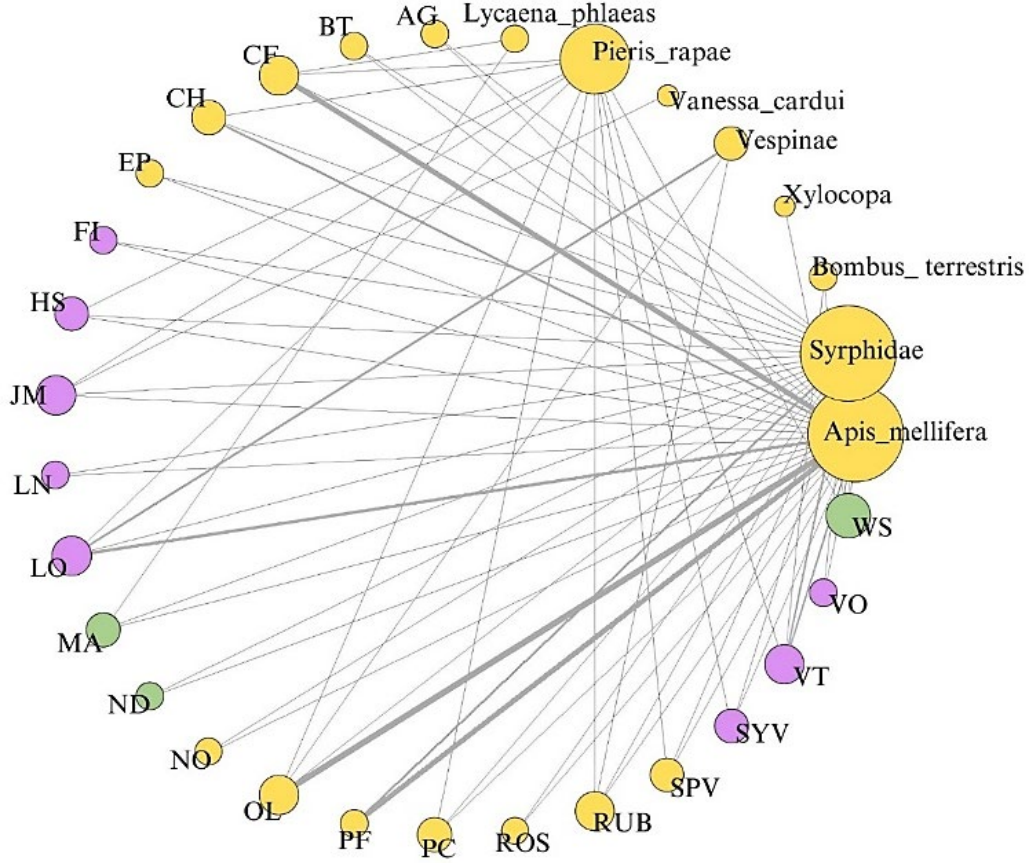 Lycaena_phlaeas
AG
BT
Pieris_rapae
CF
CH
Vanessa_cardui
Vespinae
EP
Xylocopa
FI
Bombus_ terrestris
HS
Syrphidae
JM
Apis_mellifera
LN
WS
LO
VO
MA
VT
ND
SYV
NO
SPV
OL
RUB
PF
PC
ROS